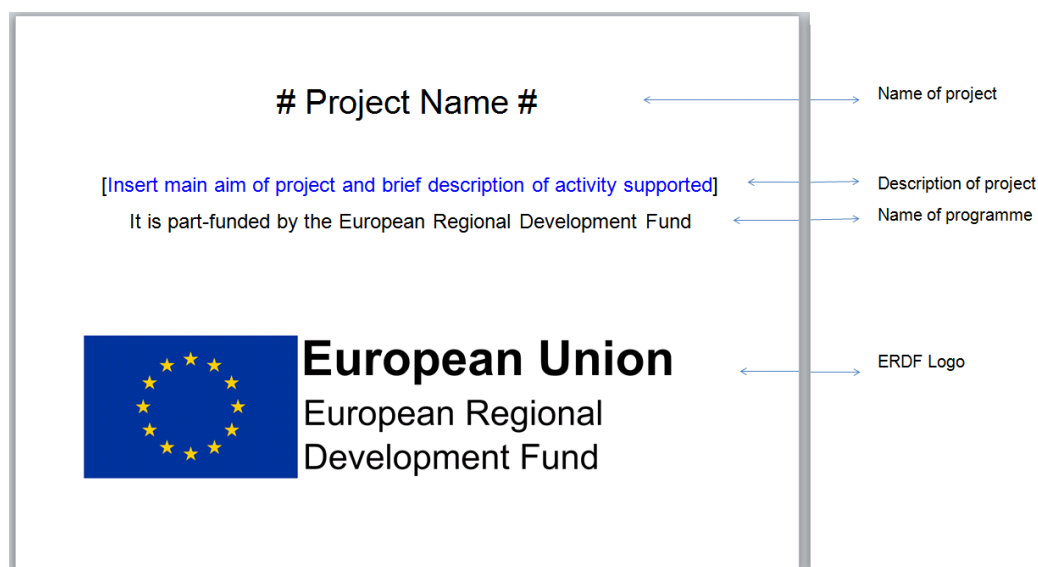 # Project Name #
Name of project
[Insert main aim of project and brief description of activity supported]
Description of project
It is part-funded by the European Regional Development Fund
Name of programme
European Union
European Regional
Development Fund
ERDF Logo